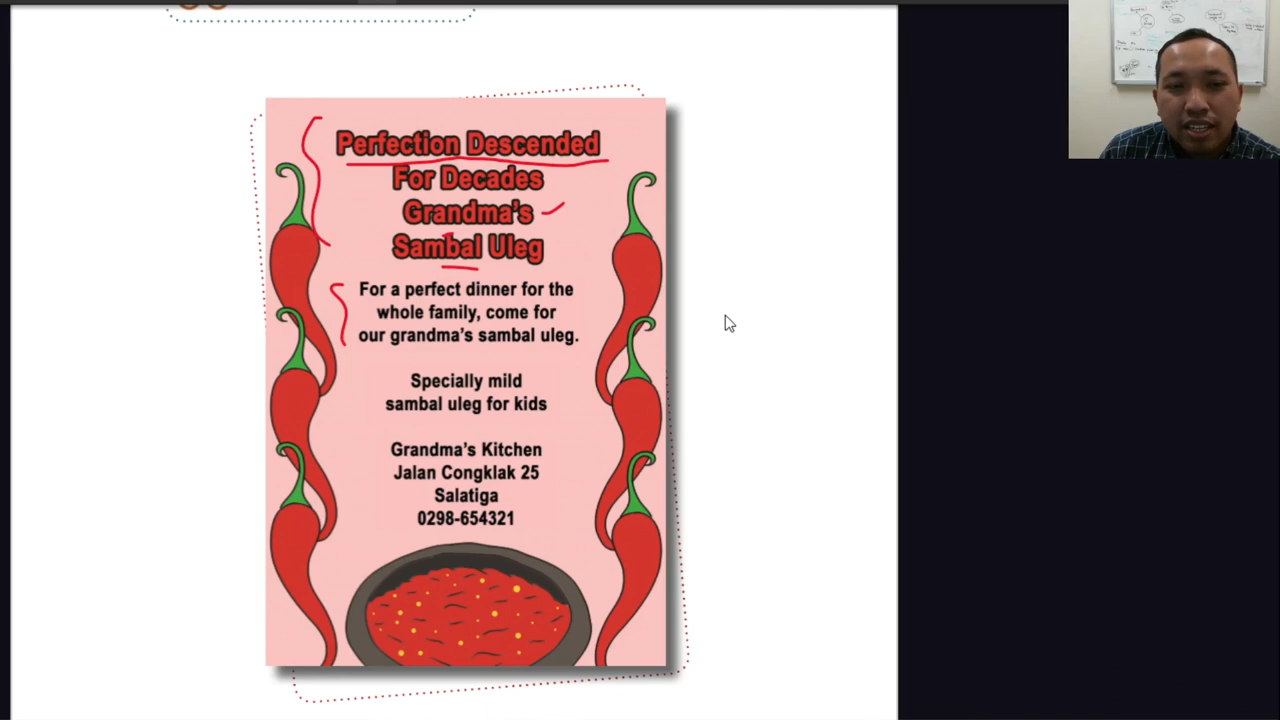 Perfection Descended
For Decades
Grandma's
Sambal Uleg
For a perfect dinner for the
whole family, come for
our grandma's sambal uleg.
Specially mild
sambal uleg for kids
Grandma's Kitchen
Jalan Congklak 25
Salatiga
0298-654321